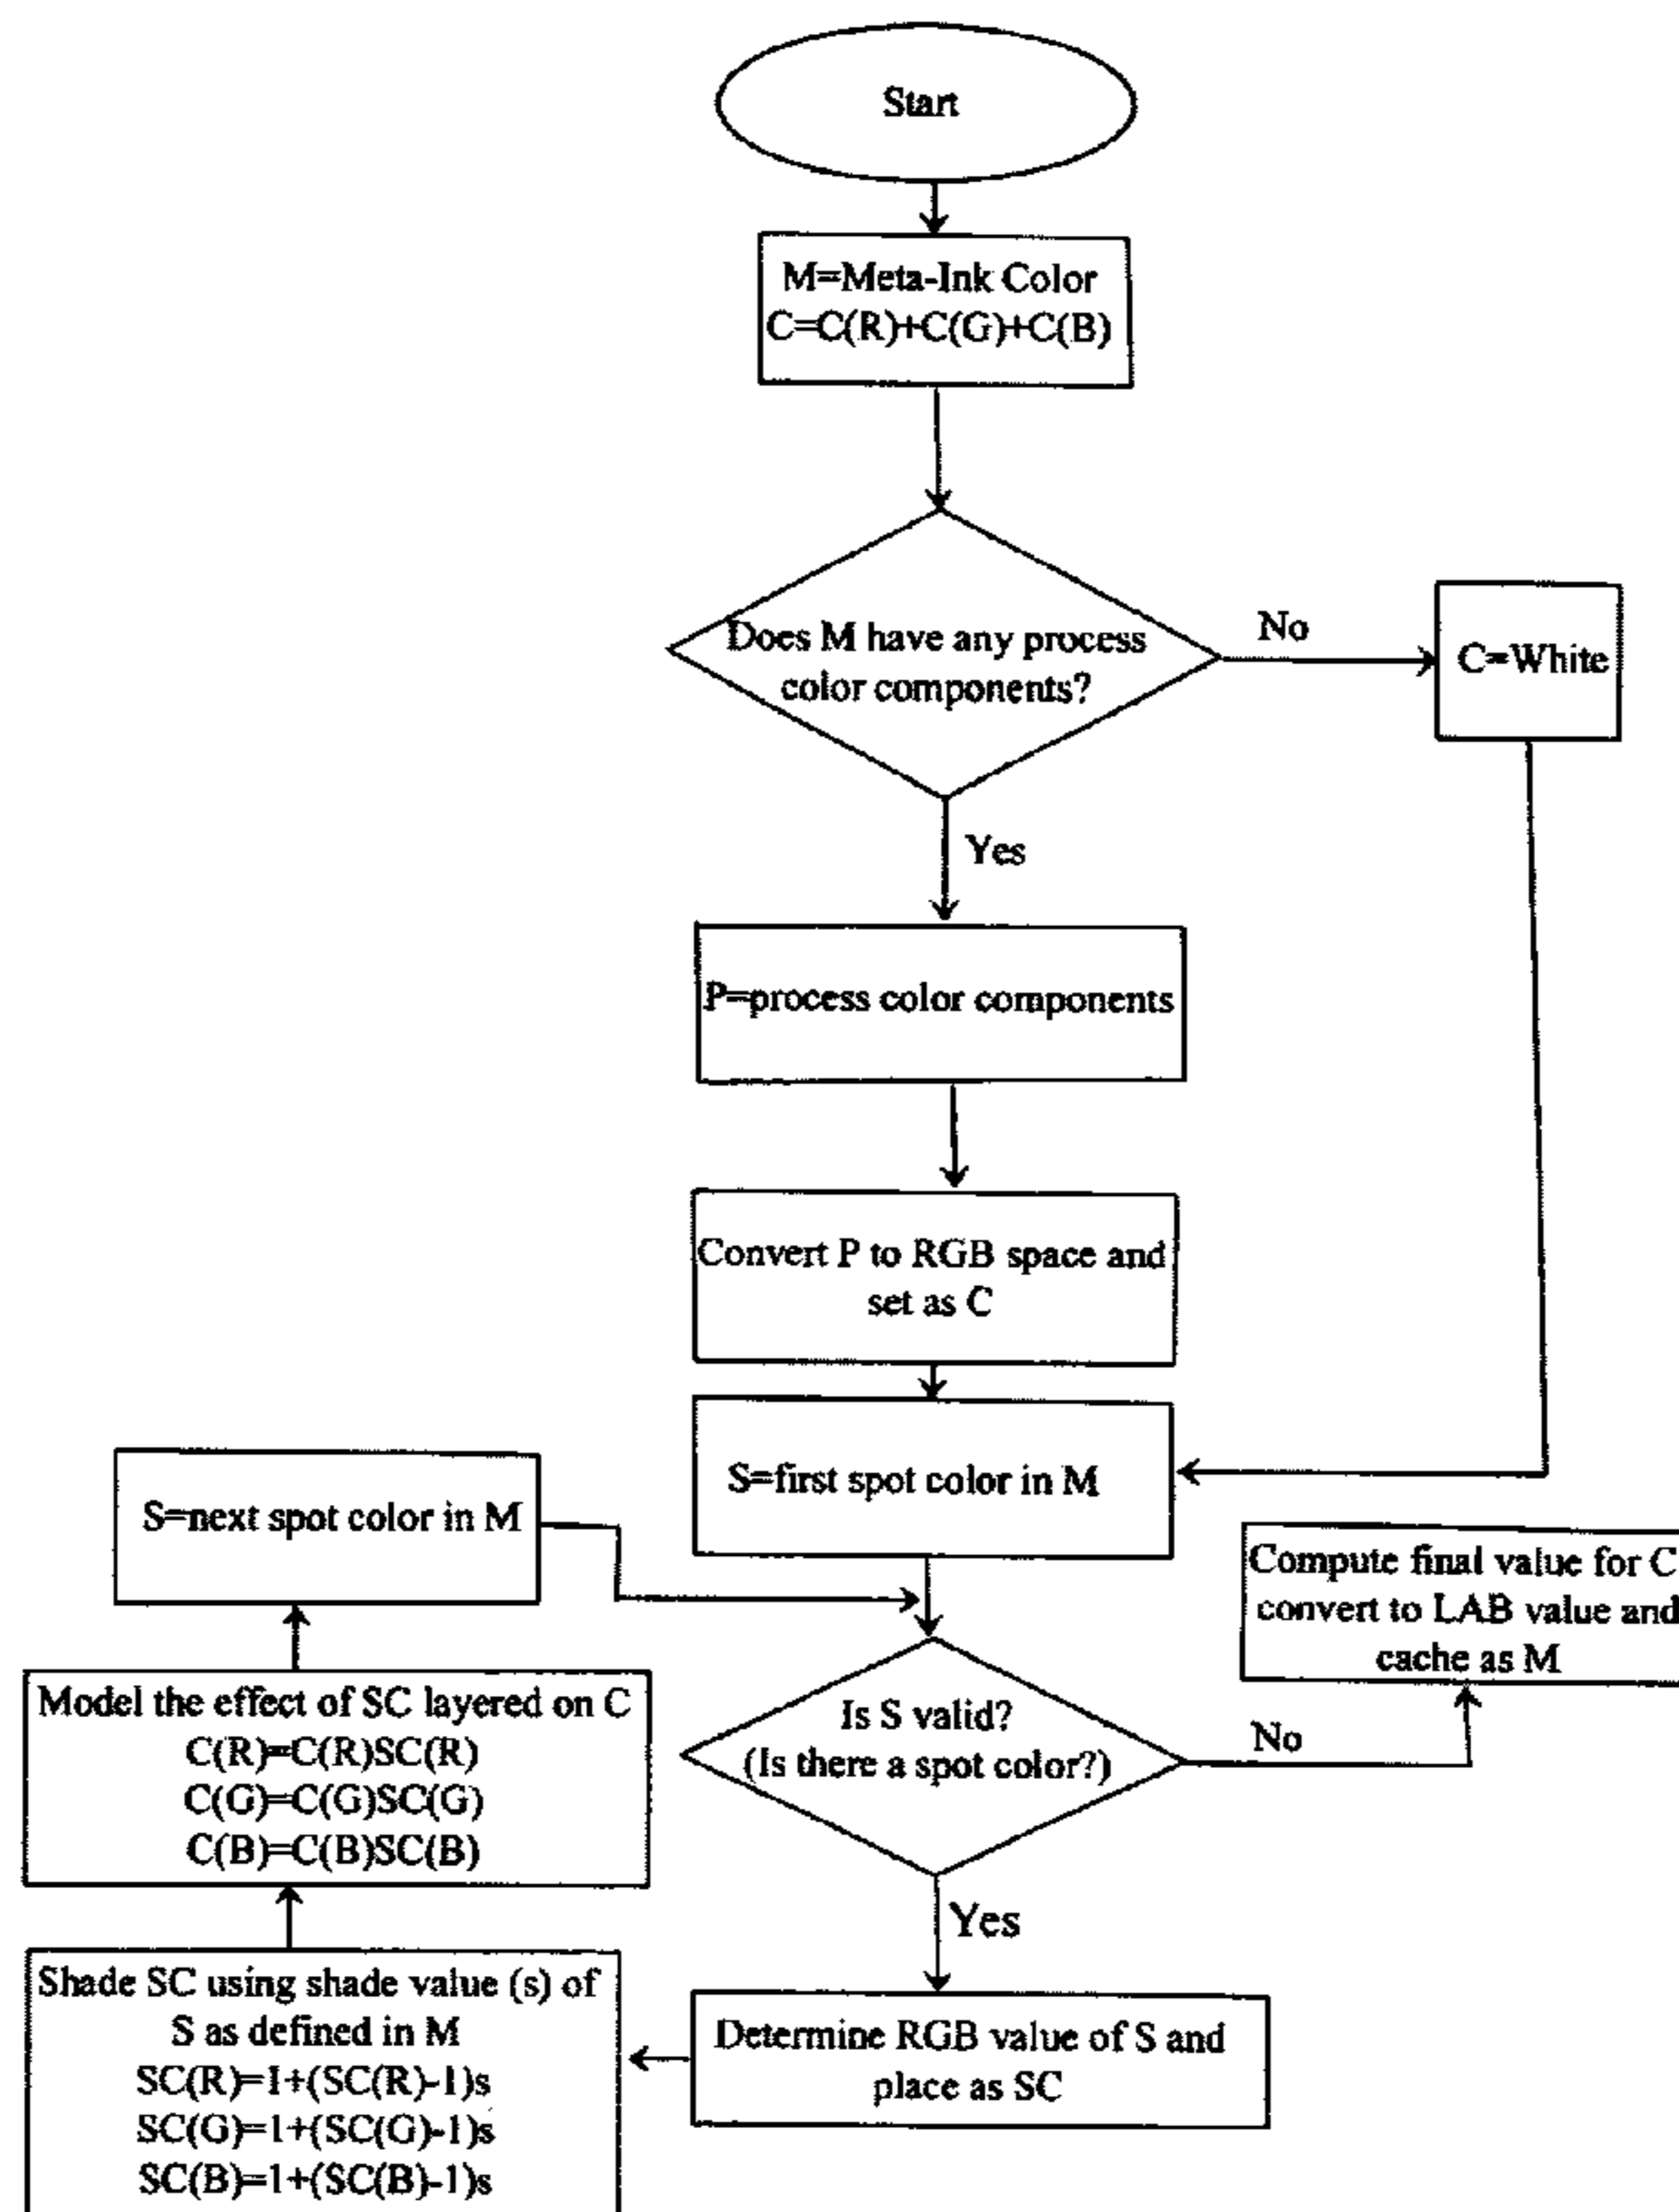 Start
M=Meta-Ink Color
C=C(R)+C(G)+C(B)
Does M have any process
color components?
No
C=White
Yes
P=process color components
Convert P to RGB space and
set as C
S=first spot color in M
S=next spot color in M
Compute final value for C
convert to LAB value and
cache as M
Model the effect of SC layered on C
C(R)=C(R)SC(R)
C(G)=C(G)SC(G)
C(B)=C(B)SC(B)
Is S valid?
(Is there a spot color?)
No
Yes
Shade SC using shade value (s) of
S as defined in M
SC(R)=1+(SC(R)-1)s
SC(G)=1+(SC(G)-1)s
SC(B)=1+(SC(B)-1)s
Determine RGB value of S and
place as SC